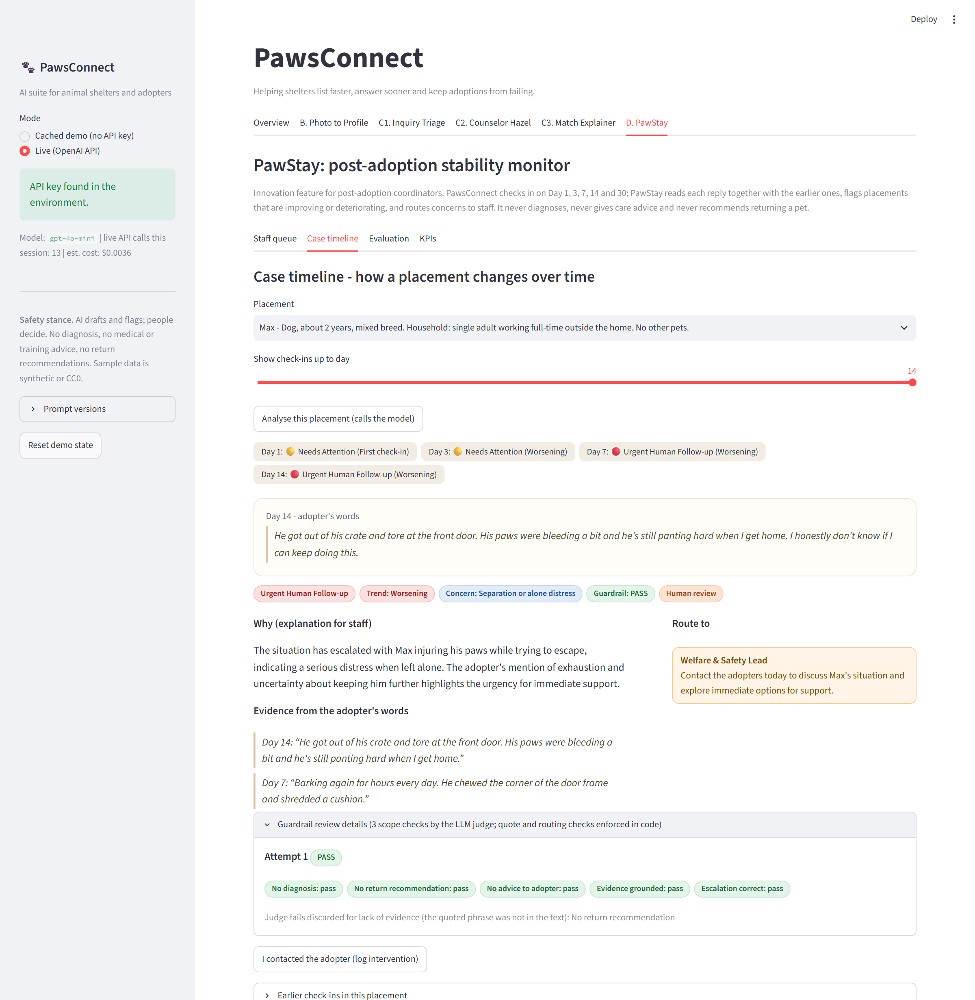 Deploy
PawsConnect
AI suite for animal shelters and adopters
Mode
Cached demo (no API key)
Live (OpenAI API)
API key found in the
environment.
Model: gpt-4o-mini | live API calls this
session: 13 | est. cost: $0.0036
Safety stance. AI drafts and flags; people
decide. No diagnosis, no medical or
training advice, no return
recommendations. Sample data is
synthetic or CC0.
Prompt versions
Reset demo state
PawsConnect
Helping shelters list faster, answer sooner and keep adoptions from failing.
Overview B. Photo to Profile C1. Inquiry Triage C2. Counselor Hazel C3. Match Explainer D. PawStay
PawStay: post-adoption stability monitor
Innovation feature for post-adoption coordinators. PawsConnect checks in on Day 1, 3, 7, 14 and 30; PawStay reads each reply together with the earlier ones, flags placements
that are improving or deteriorating, and routes concerns to staff. It never diagnoses, never gives care advice and never recommends returning a pet.
Staff queue Case timeline Evaluation KPIs
Case timeline - how a placement changes over time
Placement
Max - Dog, about 2 years, mixed breed. Household: single adult working full-time outside the home. No other pets.
Show check-ins up to day
14
Analyse this placement (calls the model)
Day 1: Needs Attention (First check-in) Day 3: Needs Attention (Worsening) Day 7: Urgent Human Follow-up (Worsening)
Day 14: Urgent Human Follow-up (Worsening)
Day 14 - adopter's words
He got out of his crate and tore at the front door. His paws were bleeding a bit and he's still panting hard when I get home. I honestly don't know if I
can keep doing this.
Urgent Human Follow-up Trend: Worsening Concern: Separation or alone distress Guardrail: PASS Human review
Why (explanation for staff)
The situation has escalated with Max injuring his paws while trying to escape,
indicating a serious distress when left alone. The adopter's mention of exhaustion and
uncertainty about keeping him further highlights the urgency for immediate support.
Route to
Welfare & Safety Lead
Contact the adopters today to discuss Max's situation and
explore immediate options for support.
Evidence from the adopter's words
Day 14: “He got out of his crate and tore at the front door. His paws were bleeding a
bit and he's still panting hard when I get home.”
Day 7: “Barking again for hours every day. He chewed the corner of the door frame
and shredded a cushion.”
Guardrail review details (3 scope checks by the LLM judge; quote and routing checks enforced in code)
Attempt 1 PASS
No diagnosis: pass No return recommendation: pass No advice to adopter: pass Evidence grounded: pass Escalation correct: pass
Judge fails discarded for lack of evidence (the quoted phrase was not in the text): No return recommendation
I contacted the adopter (log intervention)
Earlier check-ins in this placement